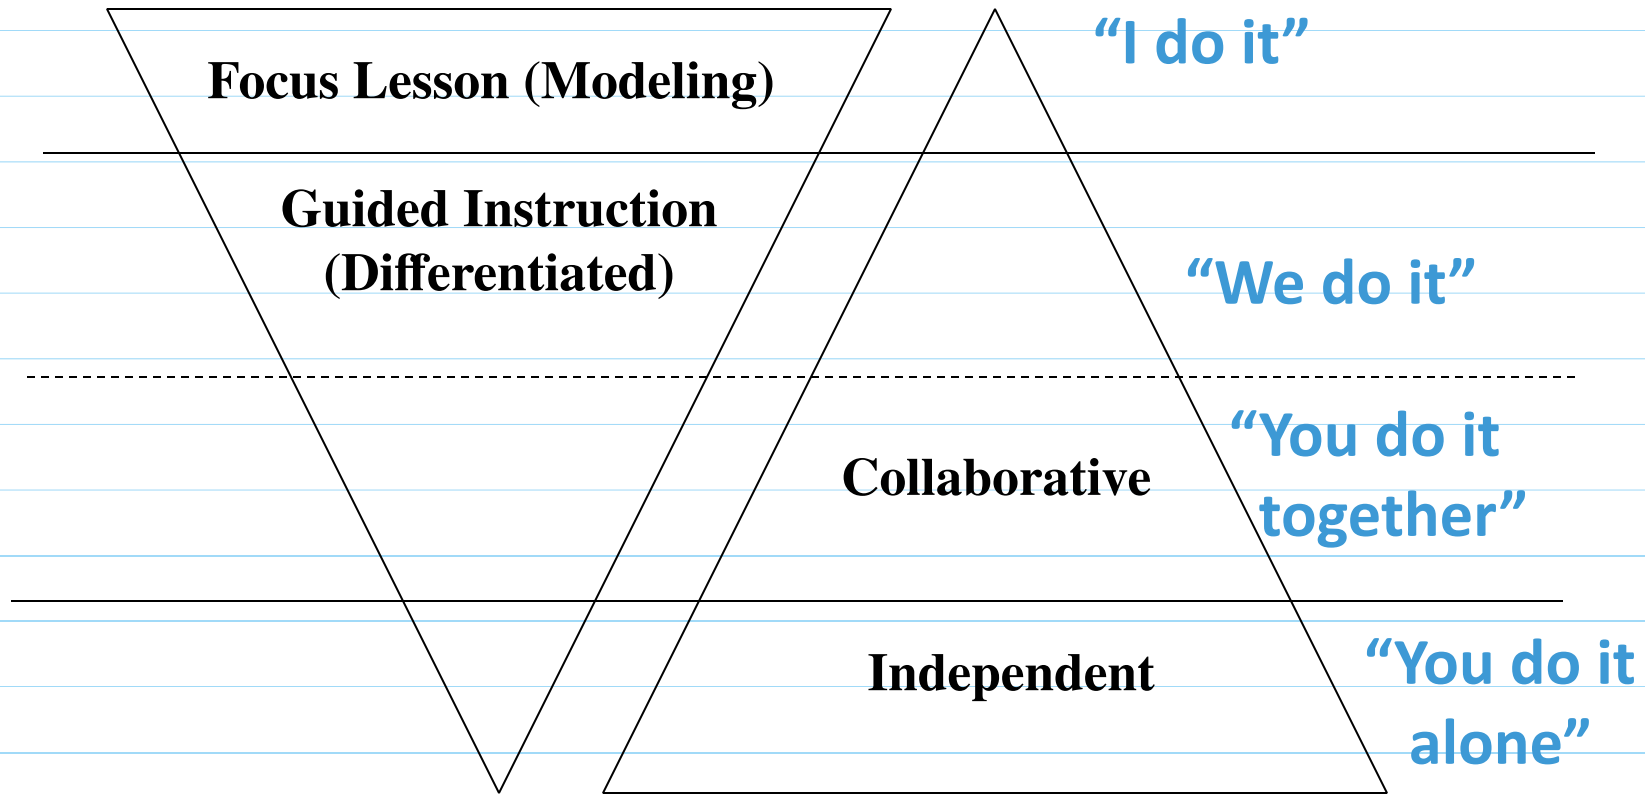 “I do it”
Focus Lesson (Modeling)
Guided Instruction
(Differentiated)
“We do it”
“You do it
together”
Collaborative
Independent
“You do it
alone”